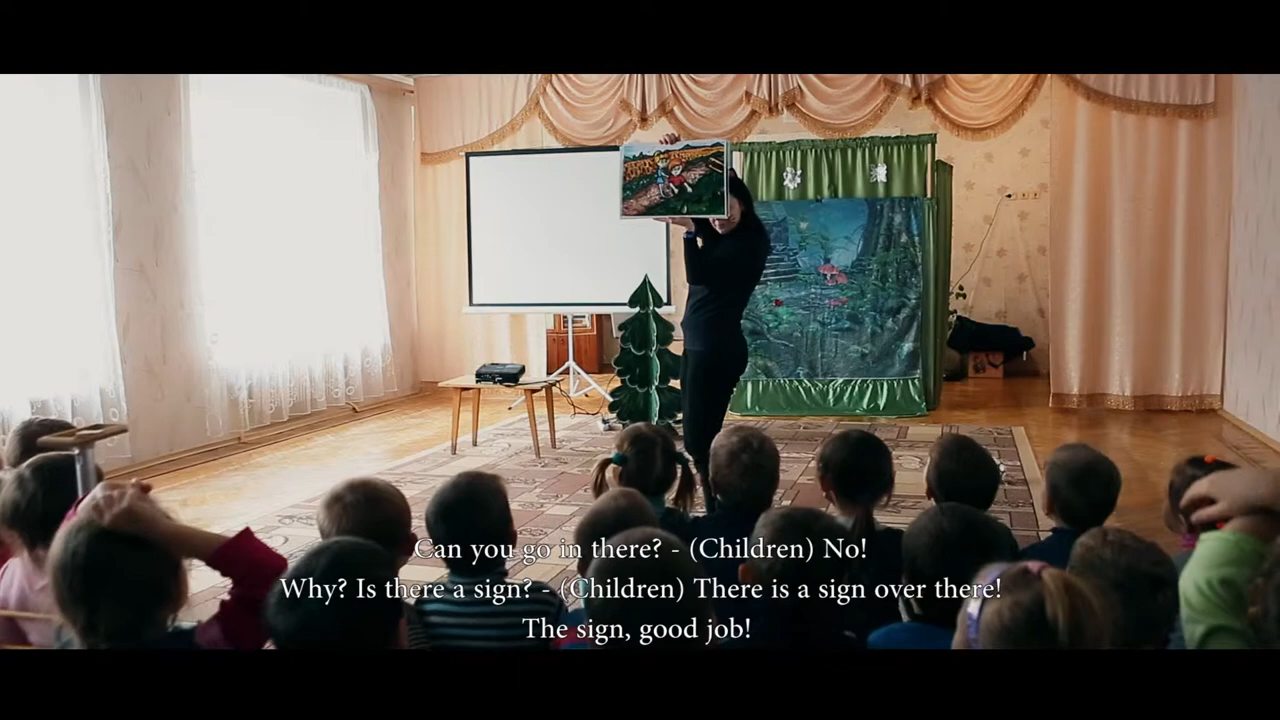 Can you go in there? - (Children) No!
Why? Is there a sign? - (Children) There is a sign over there!
The sign, good job!